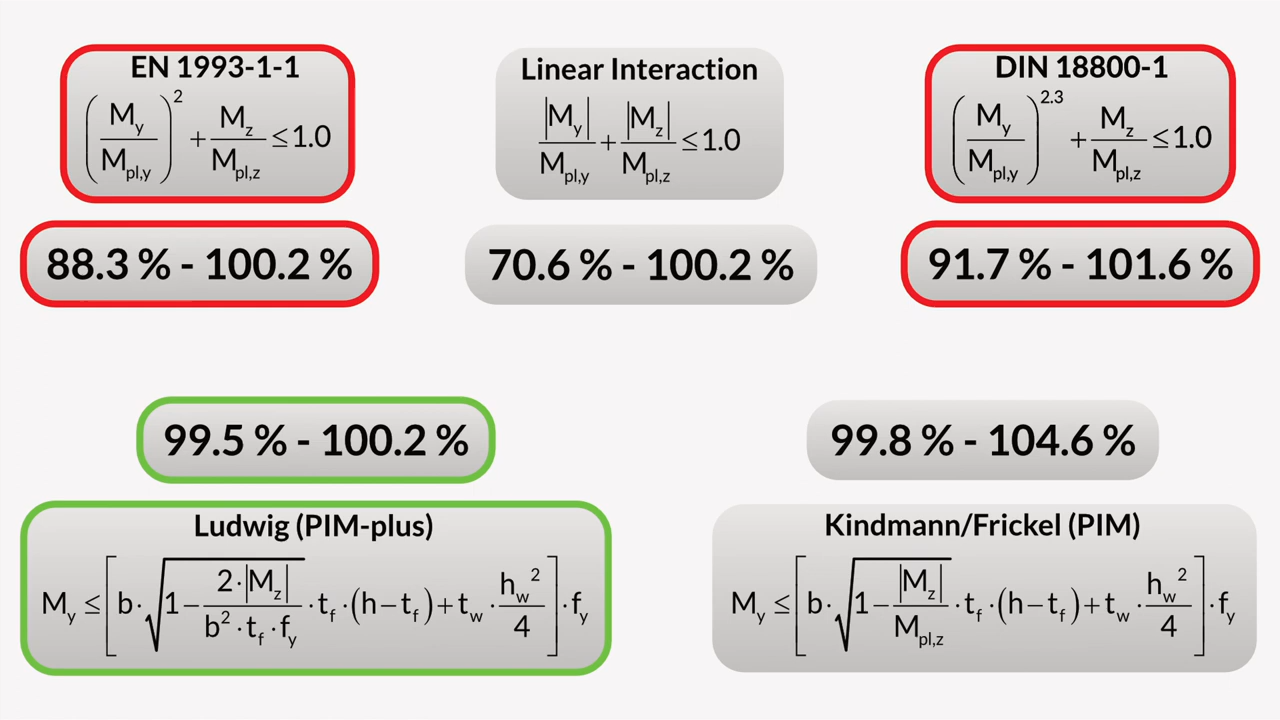 EN 1993-1-1
(M_y / M_pl,y)^2 + M_z / M_pl,z ≤ 1.0
88.3 % - 100.2 %
Linear Interaction
|M_y| / M_pl,y + |M_z| / M_pl,z ≤ 1.0
70.6 % - 100.2 %
DIN 18800-1
(M_y / M_pl,y)^2.3 + M_z / M_pl,z ≤ 1.0
91.7 % - 101.6 %
99.5 % - 100.2 %
Ludwig (PIM-plus)
M_y ≤ [b · √(1 − 2·|M_z| / (b^2 · t_f · f_y)) · t_f · (h − t_f) + t_w · h_w^2 / 4] · f_y
99.8 % - 104.6 %
Kindmann/Frickel (PIM)
M_y ≤ [b · √(1 − |M_z| / M_pl,z) · t_f · (h − t_f) + t_w · h_w^2 / 4] · f_y